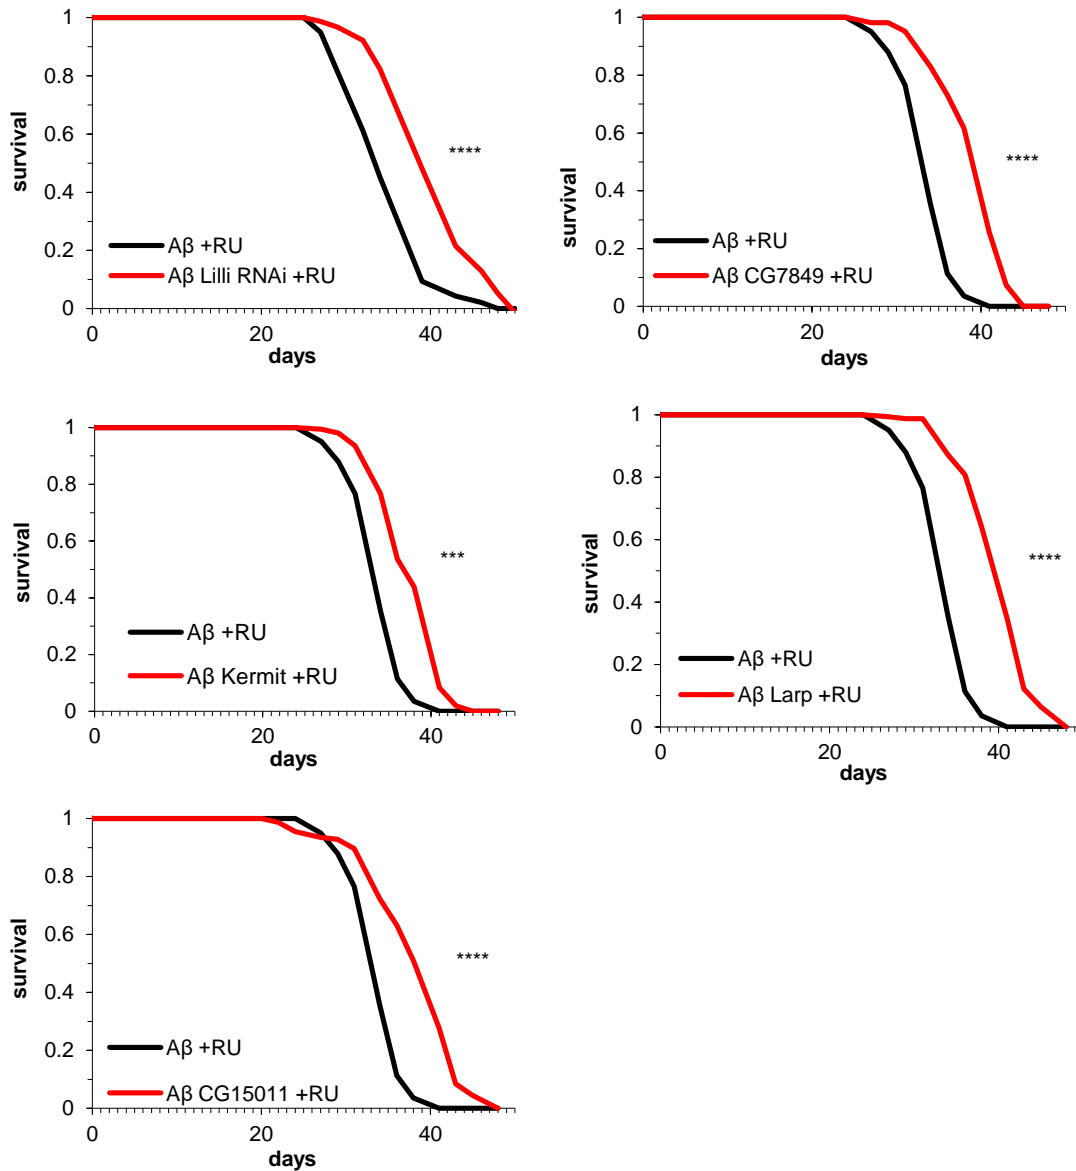 1
0.8
0.6
0.4
0.2
0
survival
****
Aβ +RU
Aβ Lilli RNAi +RU
0
20
40
days
1
0.8
0.6
0.4
0.2
0
survival
****
Aβ +RU
Aβ CG7849 +RU
0
20
40
days
1
0.8
0.6
0.4
0.2
0
survival
***
Aβ +RU
Aβ Kermit +RU
0
20
40
days
1
0.8
0.6
0.4
0.2
0
survival
****
Aβ +RU
Aβ Larp +RU
0
20
40
days
1
0.8
0.6
0.4
0.2
0
survival
****
Aβ +RU
Aβ CG15011 +RU
0
20
40
days